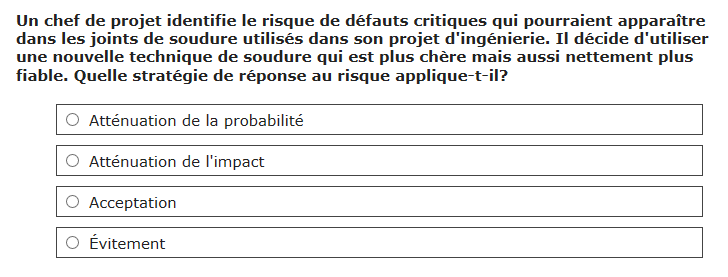 Un chef de projet identifie le risque de défauts critiques qui pourraient apparaître
dans les joints de soudure utilisés dans son projet d'ingénierie. Il décide d'utiliser
une nouvelle technique de soudure qui est plus chère mais aussi nettement plus
fiable. Quelle stratégie de réponse au risque applique-t-il?
Atténuation de la probabilité
Atténuation de l'impact
Acceptation
Évitement